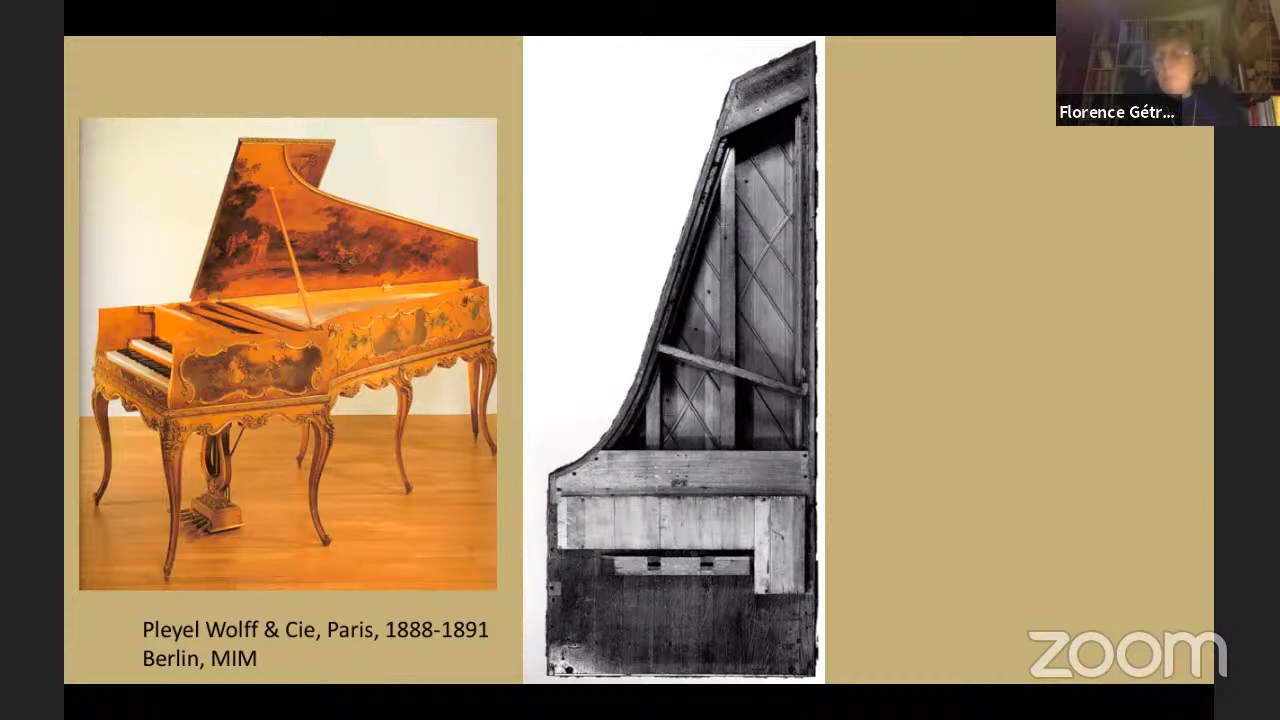 Florence Gétr...
Pleyel Wolff & Cie, Paris, 1888-1891
Berlin, MIM
zoom